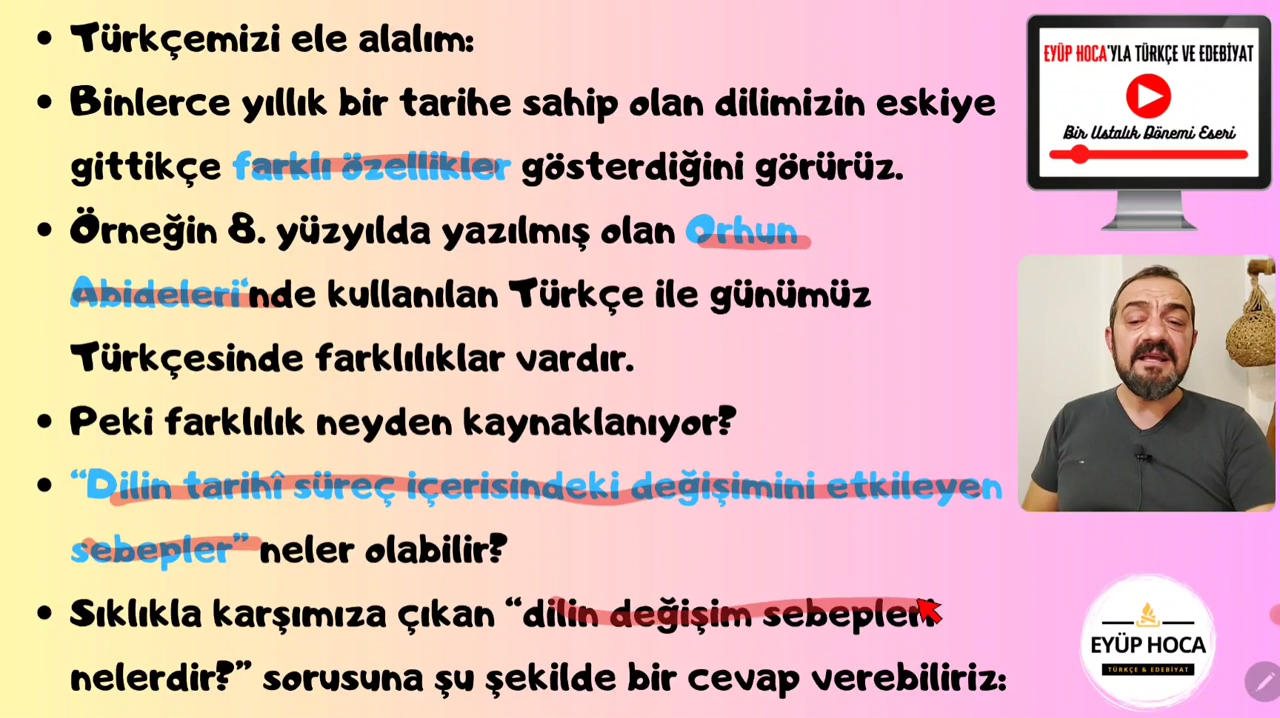 • Türkçemizi ele alalım:
• Binlerce yıllık bir tarihe sahip olan dilimizin eskiye
gittikçe farklı özellikler gösterdiğini görürüz.
• Örneğin 8. yüzyılda yazılmış olan Orhun
Abideleri‘nde kullanılan Türkçe ile günümüz
Türkçesinde farklılıklar vardır.
• Peki farklılık neyden kaynaklanıyor?
• “Dilin tarihî süreç içerisindeki değişimini etkileyen
sebepler” neler olabilir?
• Sıklıkla karşımıza çıkan “dilin değişim sebepleri
nelerdir?” sorusuna şu şekilde bir cevap verebiliriz:
EYÜP HOCA'YLA TÜRKÇE VE EDEBİYAT
Bir Ustalık Dönemi Eseri
EYÜP HOCA
TÜRKÇE & EDEBİYAT